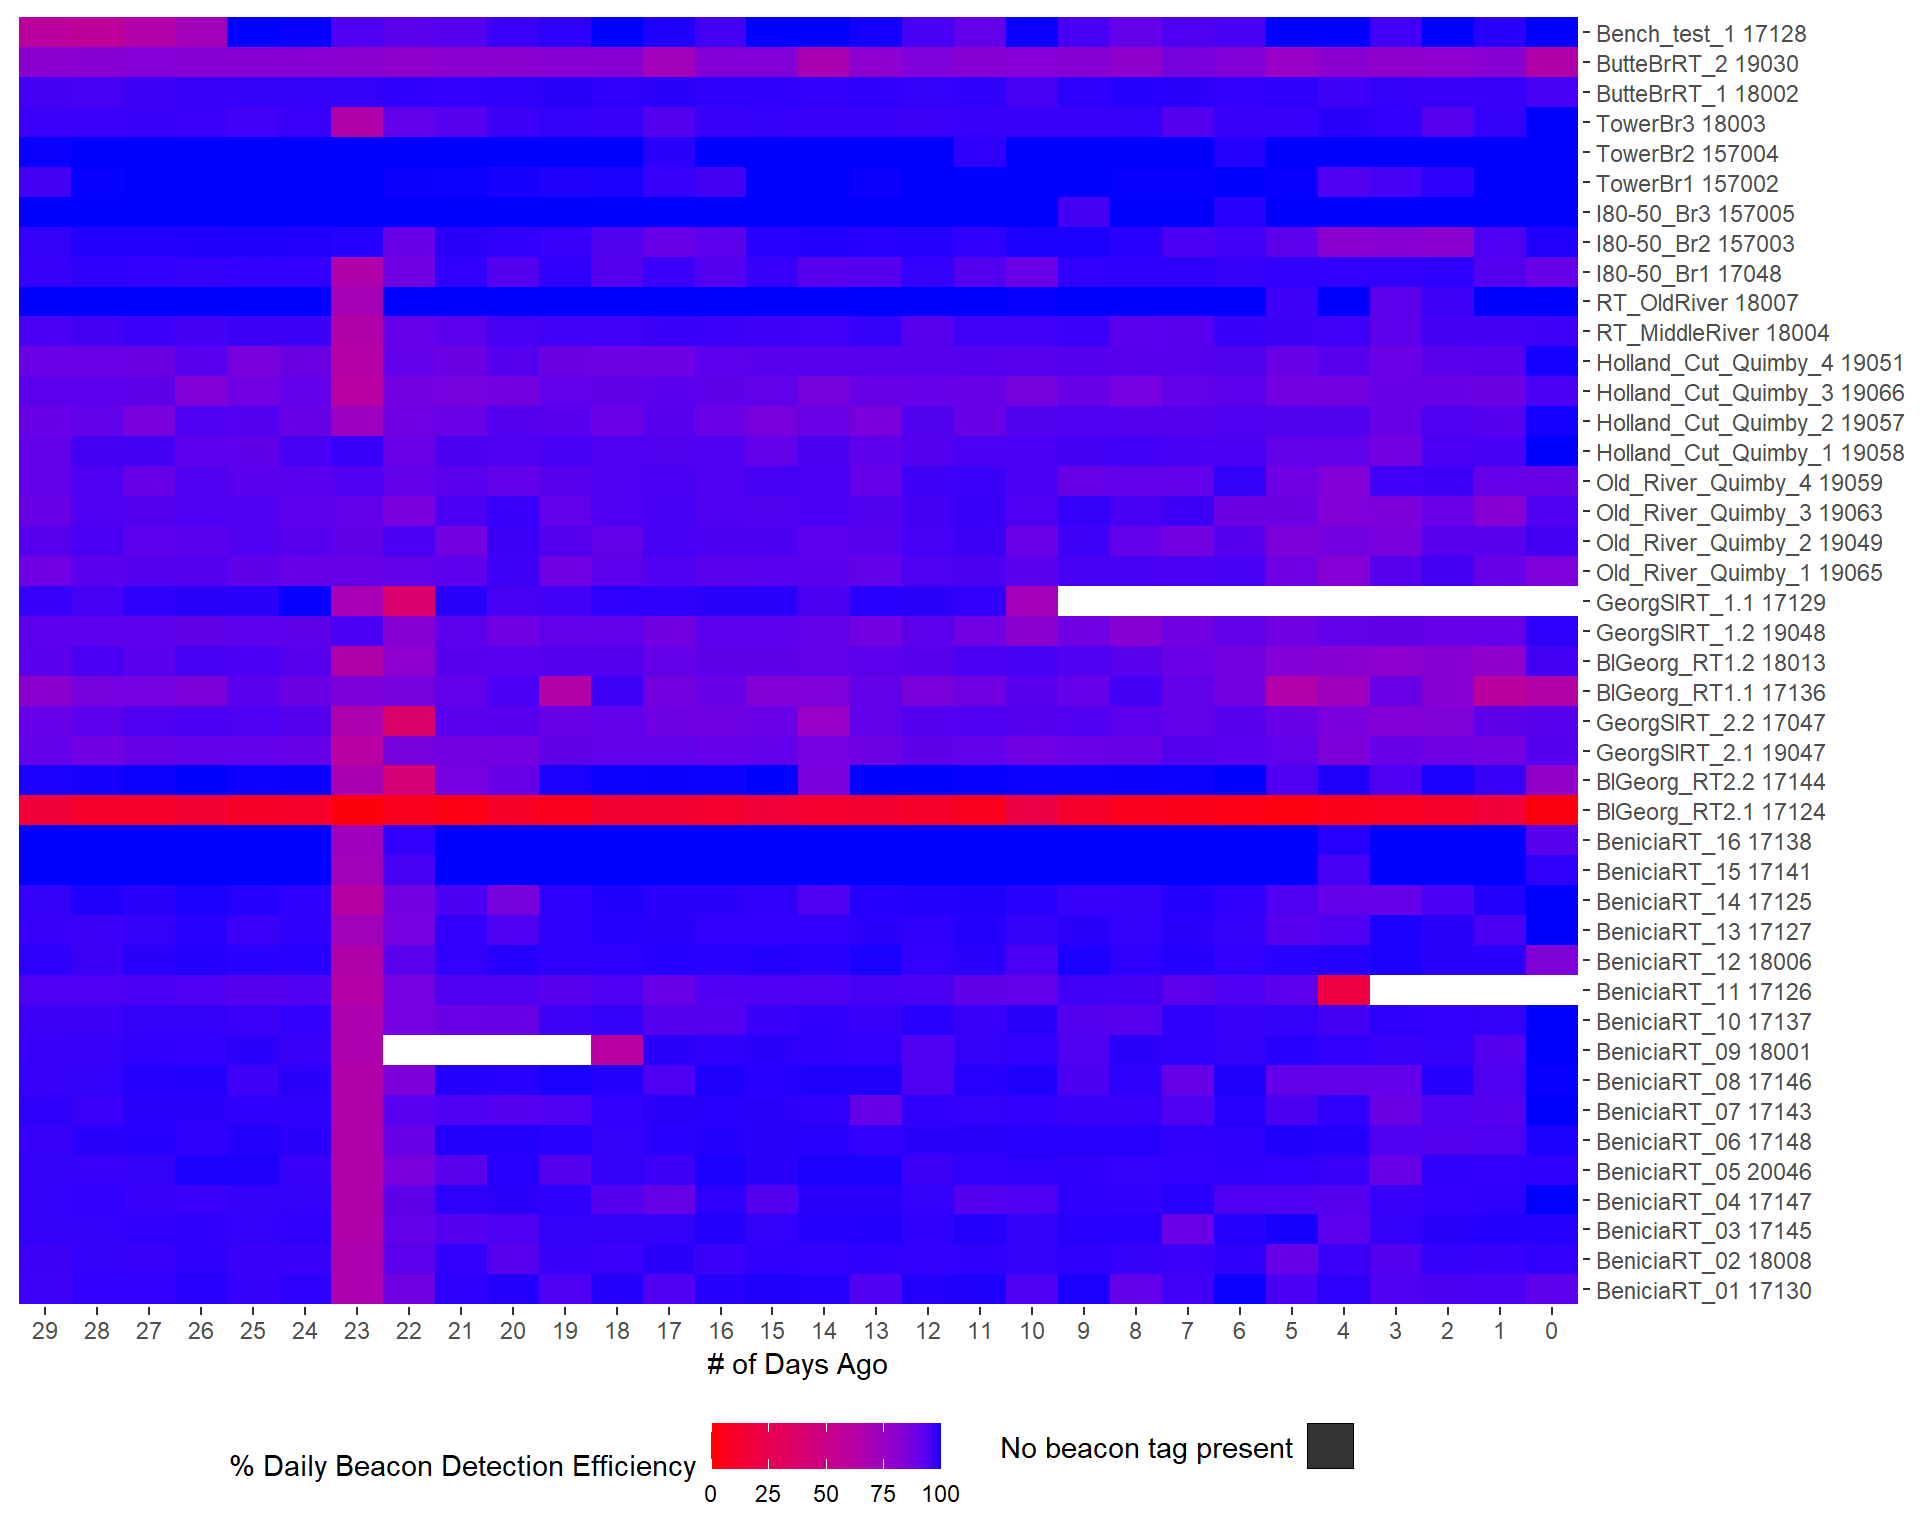 Bench_test_1 17128
ButteBrRT_2 19030
ButteBrRT_1 18002
TowerBr3 18003
TowerBr2 157004
TowerBr1 157002
I80-50_Br3 157005
I80-50_Br2 157003
I80-50_Br1 17048
RT_OldRiver 18007
RT_MiddleRiver 18004
Holland_Cut_Quimby_4 19051
Holland_Cut_Quimby_3 19066
Holland_Cut_Quimby_2 19057
Holland_Cut_Quimby_1 19058
Old_River_Quimby_4 19059
Old_River_Quimby_3 19063
Old_River_Quimby_2 19049
Old_River_Quimby_1 19065
GeorgSlRT_1.1 17129
GeorgSlRT_1.2 19048
BlGeorg_RT1.2 18013
BlGeorg_RT1.1 17136
GeorgSlRT_2.2 17047
GeorgSlRT_2.1 19047
BlGeorg_RT2.2 17144
BlGeorg_RT2.1 17124
BeniciaRT_16 17138
BeniciaRT_15 17141
BeniciaRT_14 17125
BeniciaRT_13 17127
BeniciaRT_12 18006
BeniciaRT_11 17126
BeniciaRT_10 17137
BeniciaRT_09 18001
BeniciaRT_08 17146
BeniciaRT_07 17143
BeniciaRT_06 17148
BeniciaRT_05 20046
BeniciaRT_04 17147
BeniciaRT_03 17145
BeniciaRT_02 18008
BeniciaRT_01 17130
29 28 27 26 25 24 23 22 21 20 19 18 17 16 15 14 13 12 11 10 9 8 7 6 5 4 3 2 1 0
# of Days Ago
% Daily Beacon Detection Efficiency
0 25 50 75 100
No beacon tag present